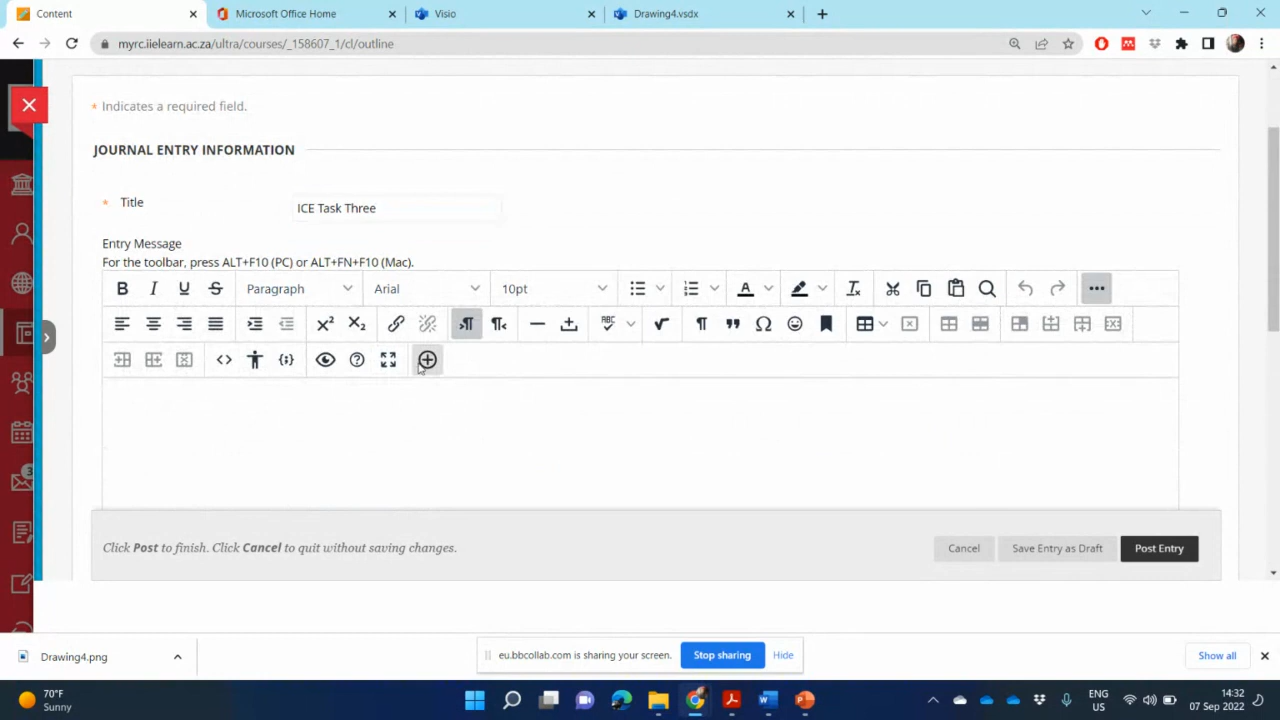 Content
Microsoft Office Home
Visio
Drawing4.vsdx
myrc.iielearn.ac.za/ultra/courses/_158607_1/cl/outline
* Indicates a required field.
JOURNAL ENTRY INFORMATION
* Title
ICE Task Three
Entry Message
For the toolbar, press ALT+F10 (PC) or ALT+FN+F10 (Mac).
Paragraph
Arial
10pt
Click Post to finish. Click Cancel to quit without saving changes.
Cancel
Save Entry as Draft
Post Entry
3
Drawing4.png
eu.bbcollab.com is sharing your screen.
Stop sharing
Hide
Show all
70°F
Sunny
ENG
US
14:32
07 Sep 2022